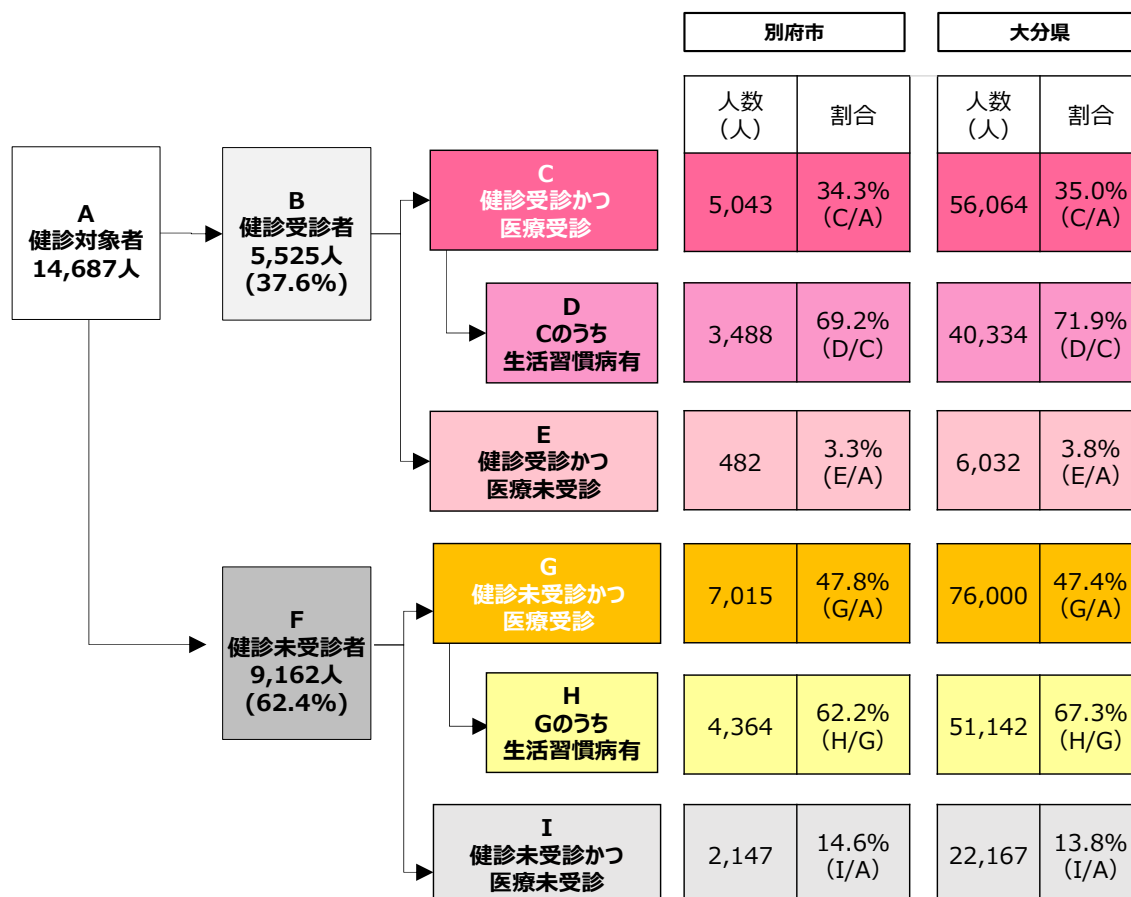 別府市
大分県
人数
（人）
割合
人数
（人）
割合
A
健診対象者
14,687人
B
健診受診者
5,525人
(37.6%)
C
健診受診かつ
医療受診
5,043
34.3%
(C/A)
56,064
35.0%
(C/A)
D
Cのうち
生活習慣病有
3,488
69.2%
(D/C)
40,334
71.9%
(D/C)
E
健診受診かつ
医療未受診
482
3.3%
(E/A)
6,032
3.8%
(E/A)
F
健診未受診者
9,162人
(62.4%)
G
健診未受診かつ
医療受診
7,015
47.8%
(G/A)
76,000
47.4%
(G/A)
H
Gのうち
生活習慣病有
4,364
62.2%
(H/G)
51,142
67.3%
(H/G)
I
健診未受診かつ
医療未受診
2,147
14.6%
(I/A)
22,167
13.8%
(I/A)